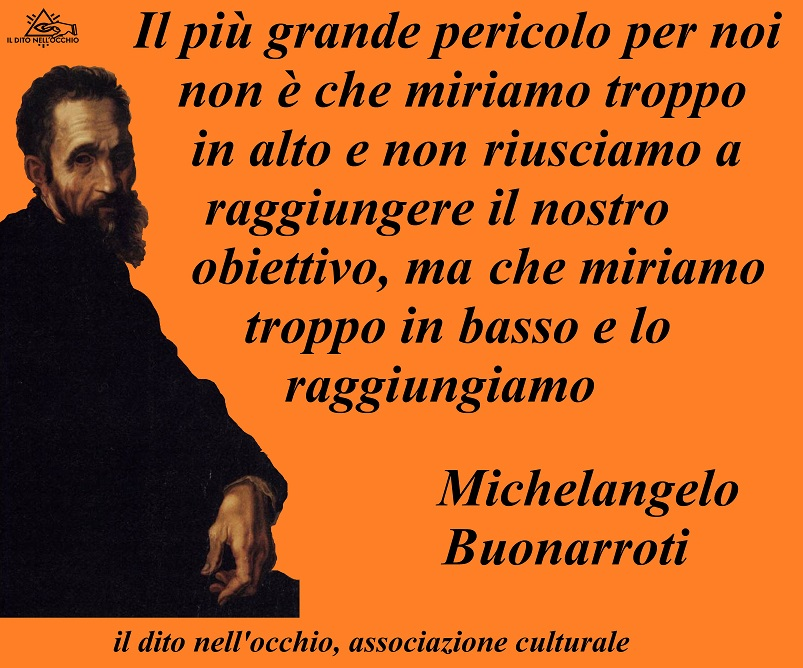 IL DITO NELL'OCCHIO
Il più grande pericolo per noi
non è che miriamo troppo
in alto e non riusciamo a
raggiungere il nostro
obiettivo, ma che miriamo
troppo in basso e lo
raggiungiamo
Michelangelo
Buonarroti
il dito nell'occhio, associazione culturale